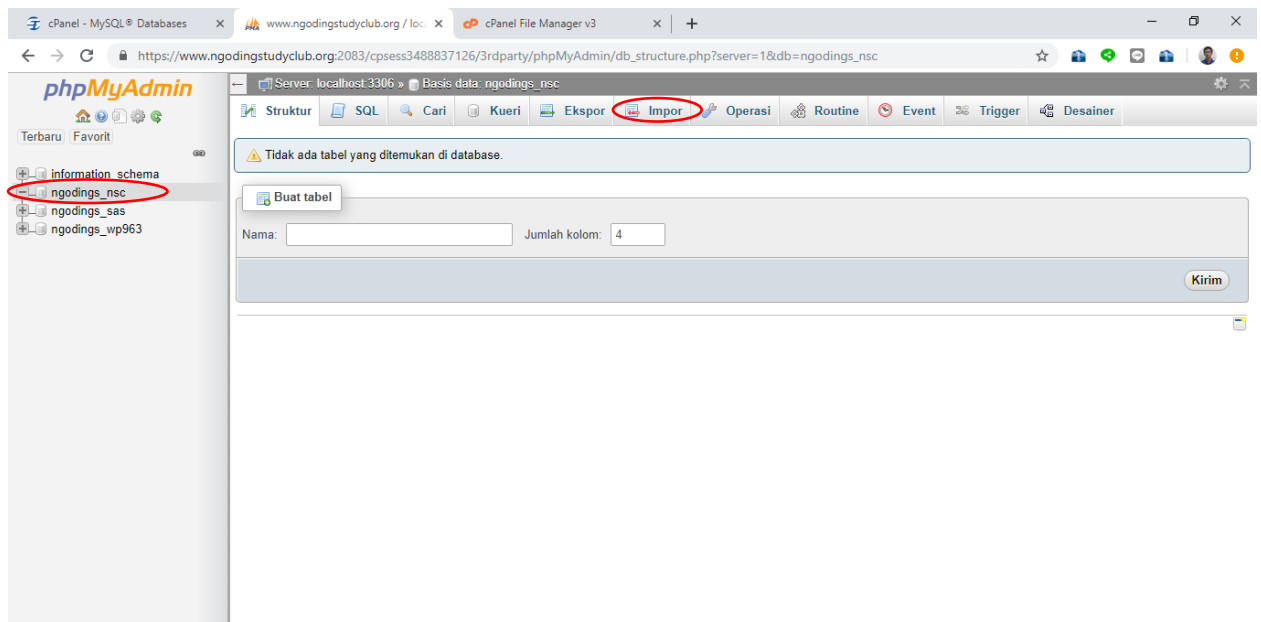 cPanel - MySQL® Databases
www.ngodingstudyclub.org / loc
cPanel File Manager v3
https://www.ngodingstudyclub.org:2083/cpsess3488837126/3rdparty/phpMyAdmin/db_structure.php?server=1&db=ngodings_nsc
phpMyAdmin
Terbaru Favorit
information_schema
ngodings_nsc
ngodings_sas
ngodings_wp963
Server: localhost:3306 » Basis data: ngodings_nsc
Struktur SQL Cari Kueri Ekspor Impor Operasi Routine Event Trigger Desainer
Tidak ada tabel yang ditemukan di database.
Buat tabel
Nama: Jumlah kolom: 4
Kirim